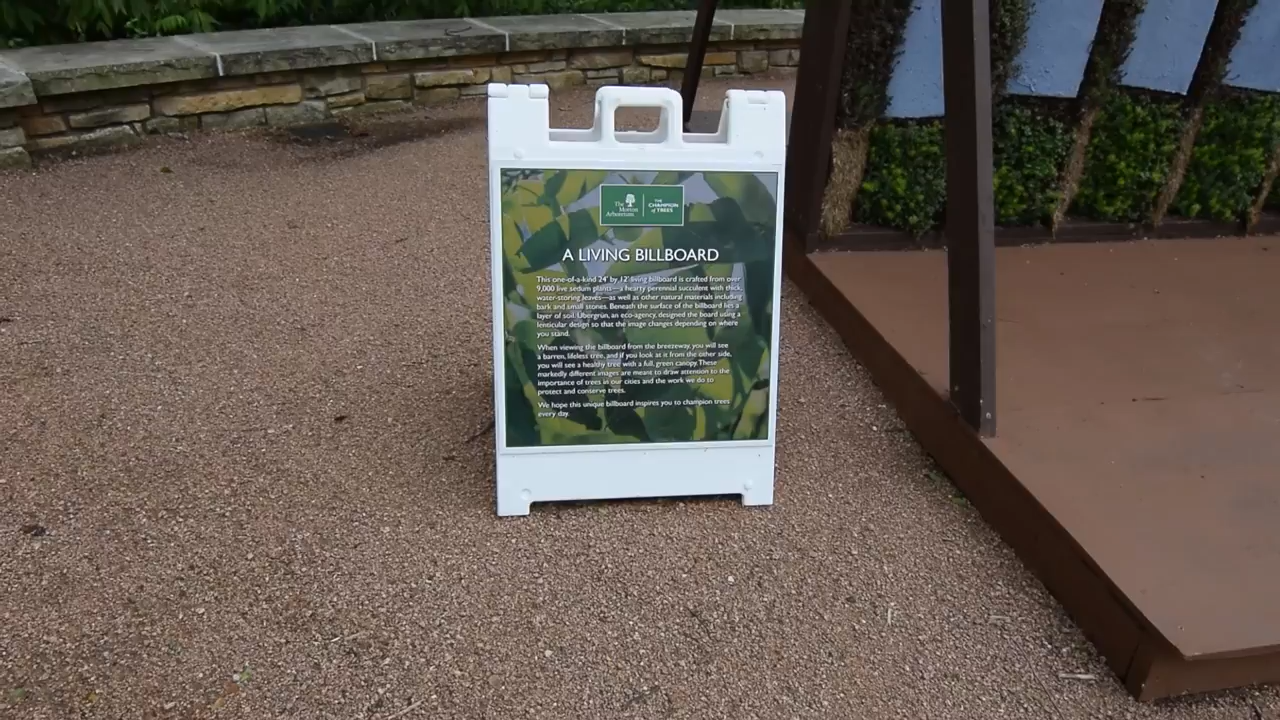 The
Morton
Arboretum
THE
CHAMPION
of TREES
A LIVING BILLBOARD
This one-of-a-kind 24' by 12' living billboard is crafted from over
9,000 live sedum plants—a hearty perennial succulent with thick,
water-storing leaves—as well as other natural materials including
bark and small stones. Beneath the surface of the billboard lies a
layer of soil. Übergrün, an eco-agency, designed the board using a
lenticular design so that the image changes depending on where
you stand.
When viewing the billboard from the breezeway, you will see
a barren, lifeless tree, and if you look at it from the other side,
you will see a healthy tree with a full, green canopy. These
markedly different images are meant to draw attention to the
importance of trees in our cities and the work we do to
protect and conserve trees.
We hope this unique billboard inspires you to champion trees
every day.